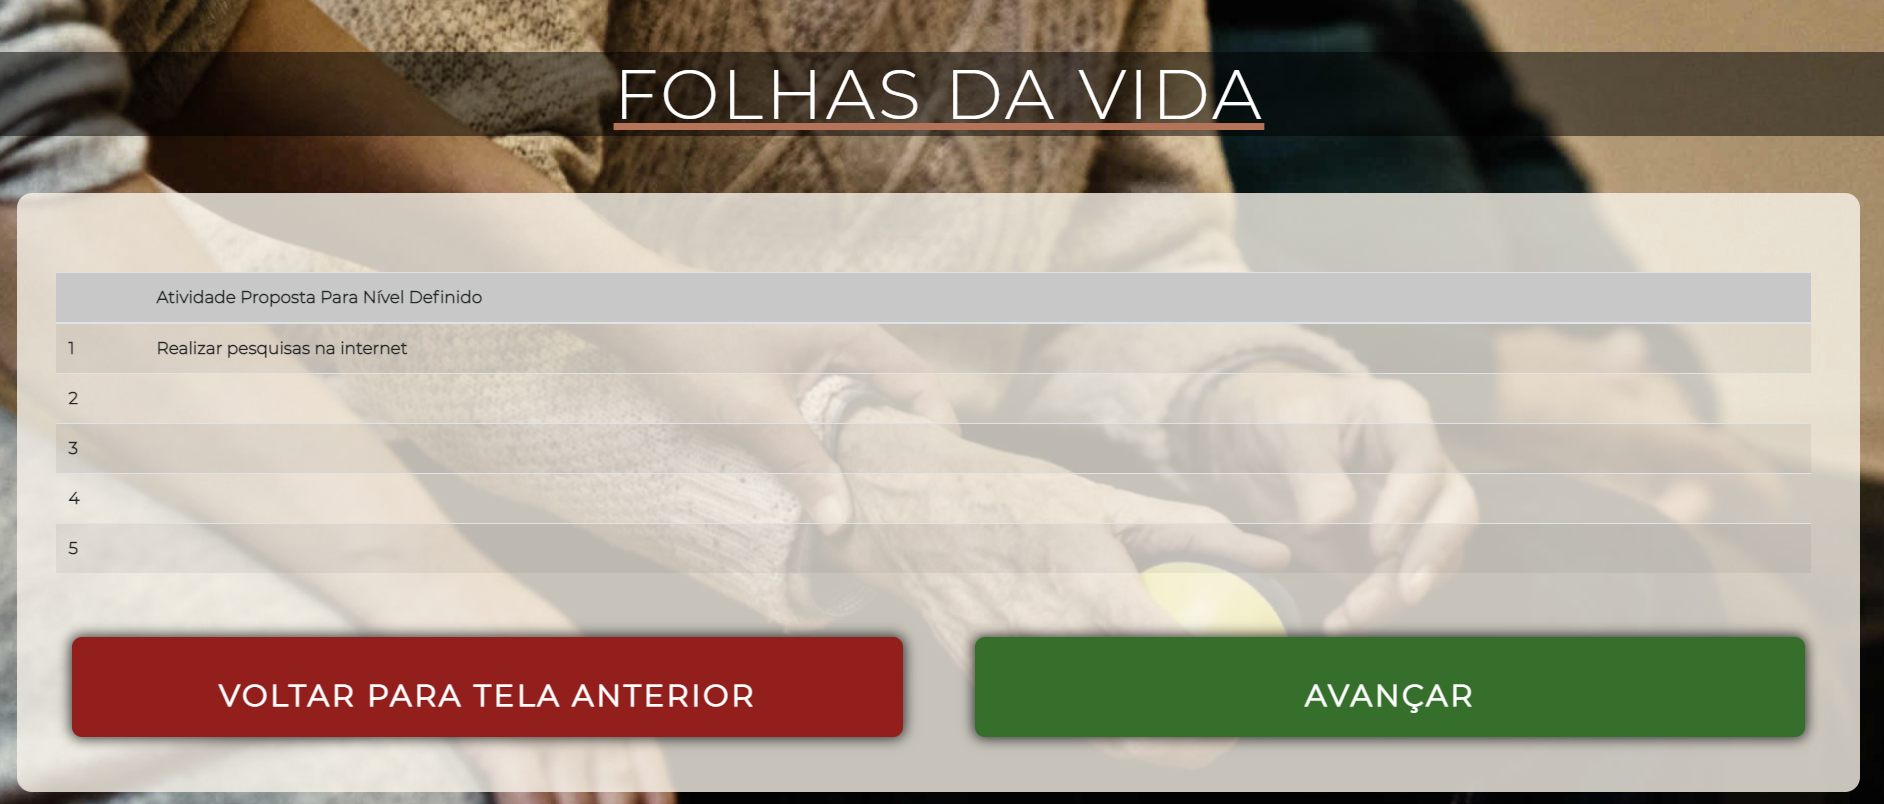 FOLHAS DA VIDA
Atividade Proposta Para Nível Definido
1 Realizar pesquisas na internet
2
3
4
5
VOLTAR PARA TELA ANTERIOR
AVANÇAR